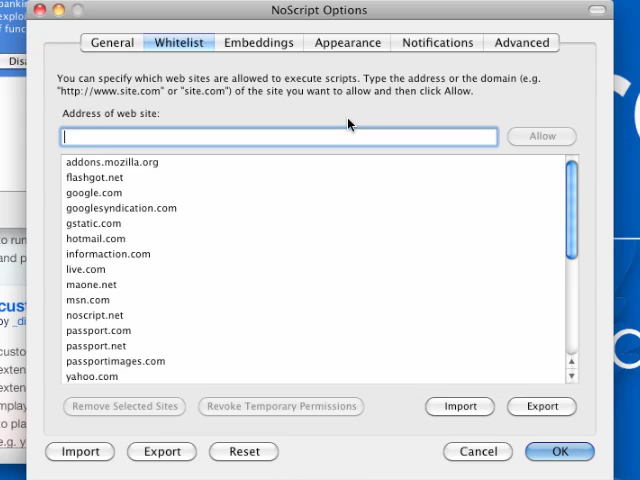 NoScript Options
General Whitelist Embeddings Appearance Notifications Advanced
You can specify which web sites are allowed to execute scripts. Type the address or the domain (e.g.
"http://www.site.com" or "site.com") of the site you want to allow and then click Allow.
Address of web site:
Allow
addons.mozilla.org
flashgot.net
google.com
googlesyndication.com
gstatic.com
hotmail.com
informaction.com
live.com
maone.net
msn.com
noscript.net
passport.com
passport.net
passportimages.com
yahoo.com
Remove Selected Sites Revoke Temporary Permissions Import Export
Import Export Reset Cancel OK